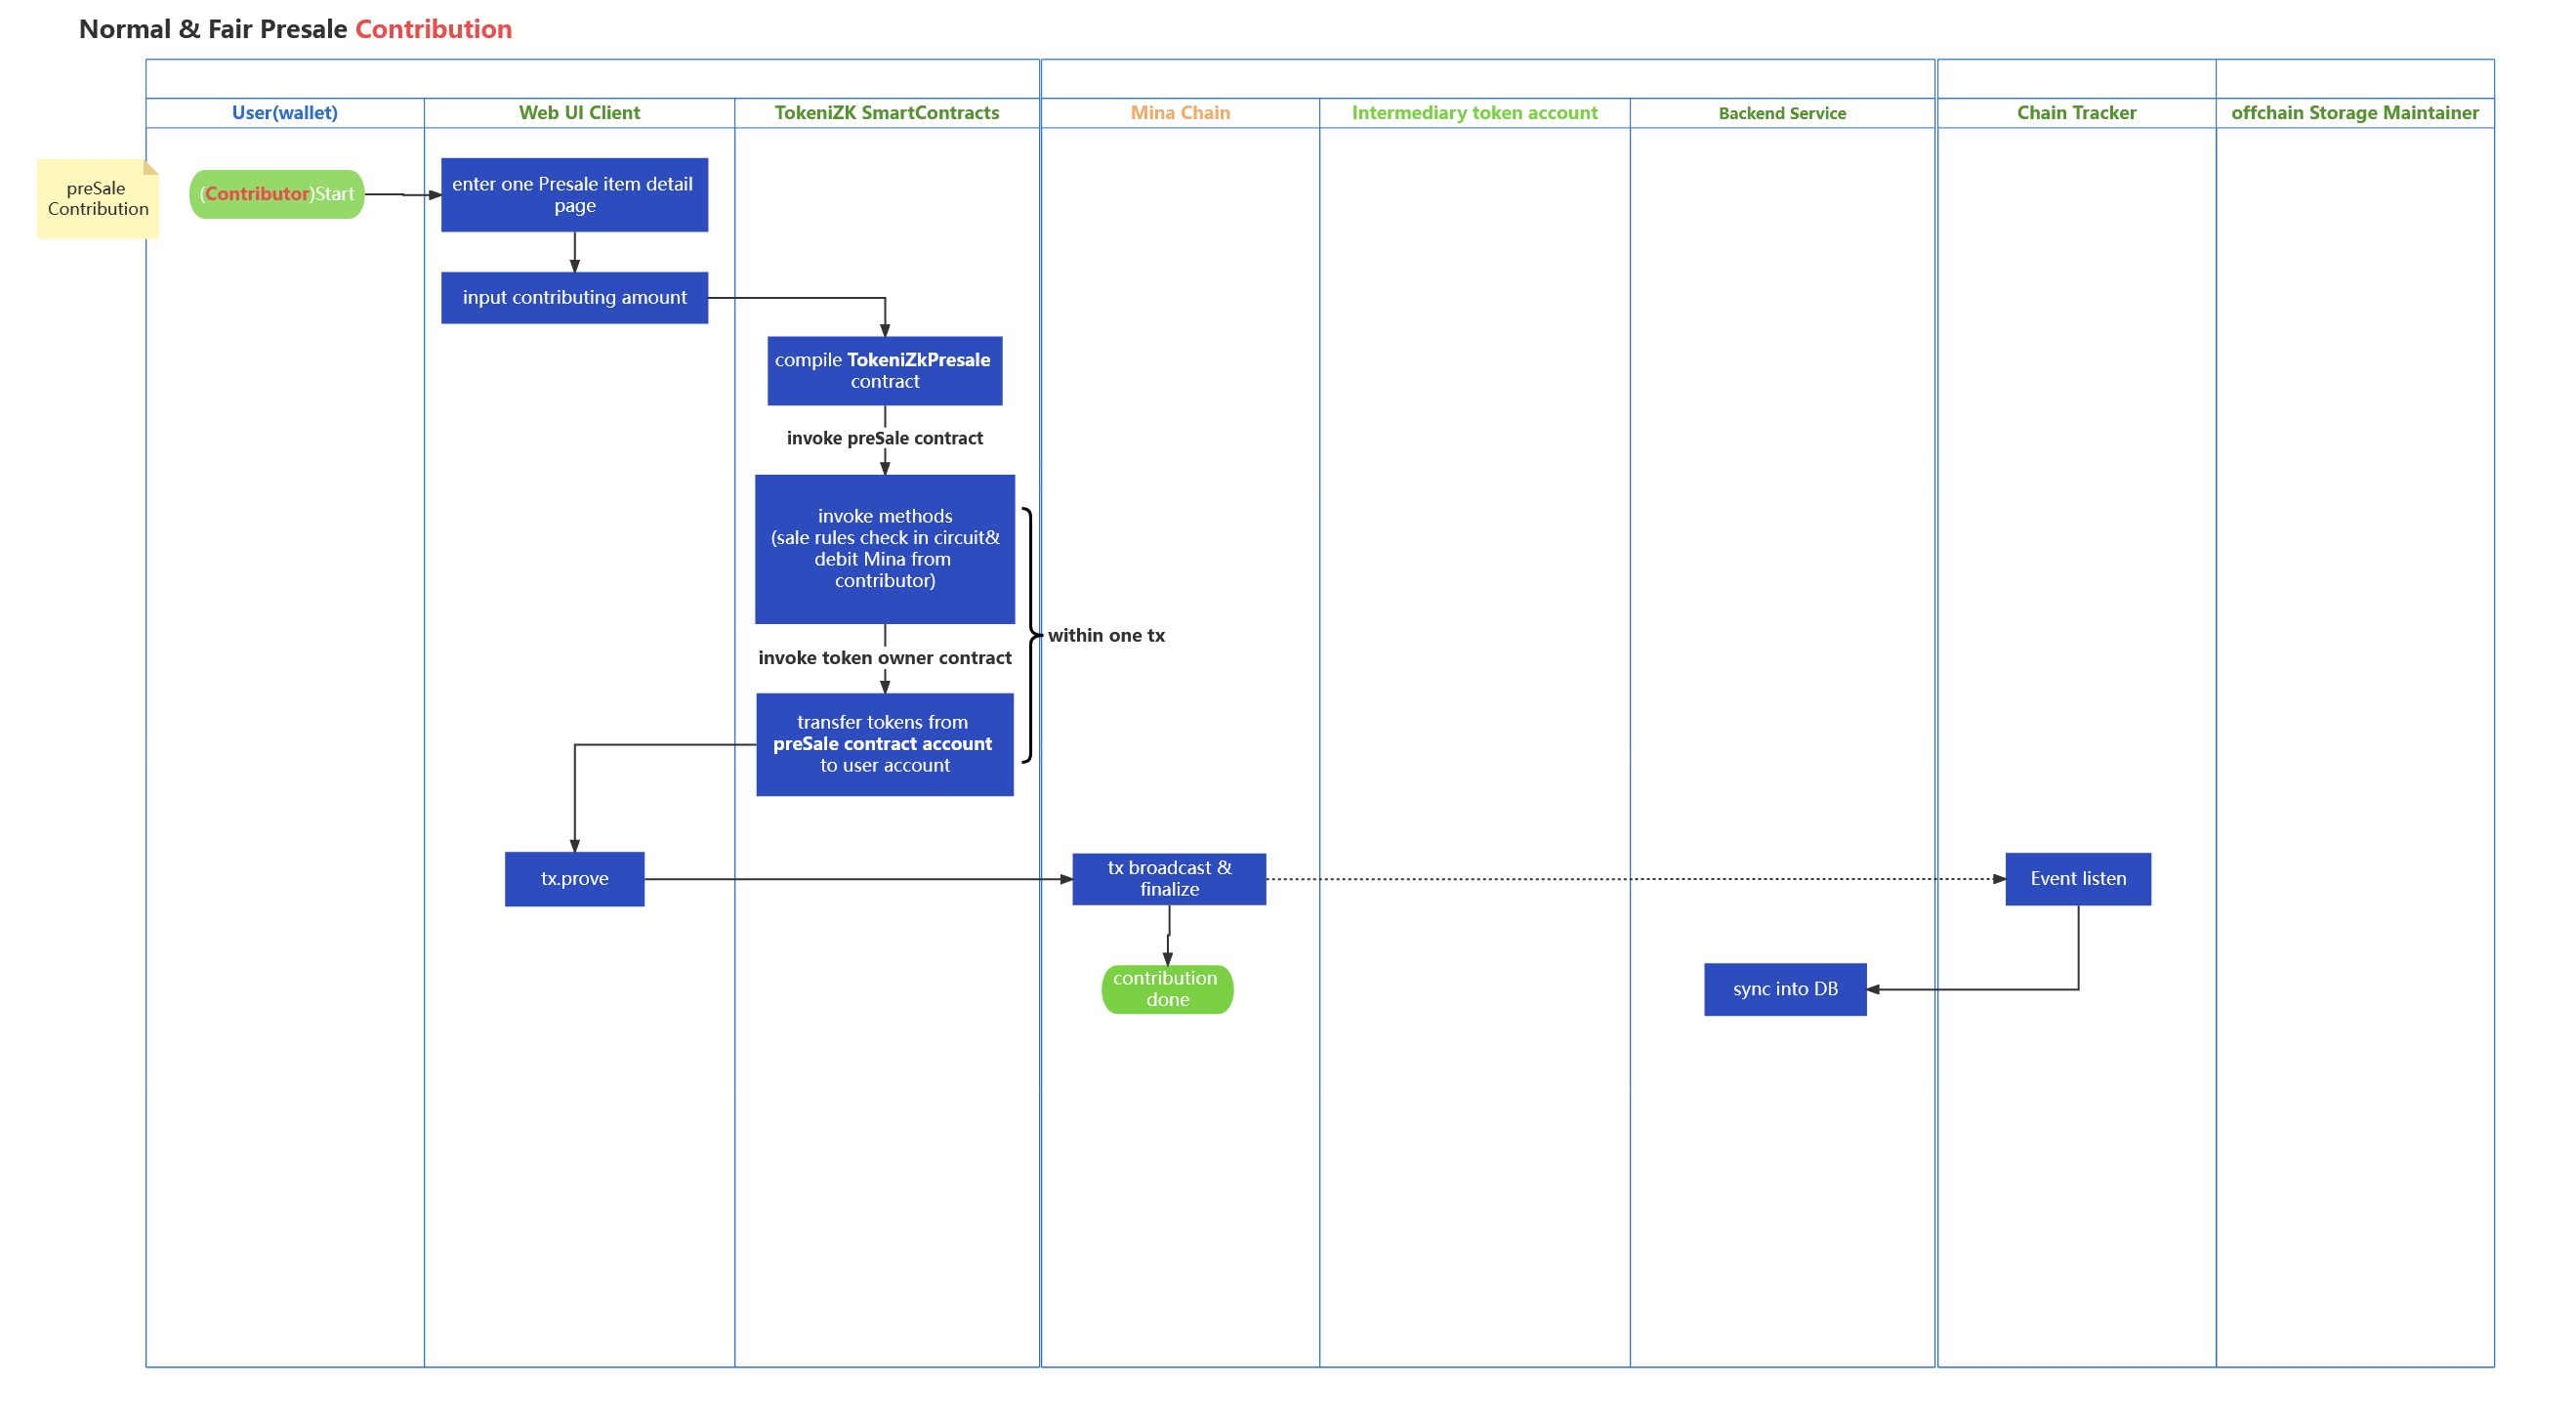 Normal & Fair Presale Contribution
User(wallet)
Web UI Client
TokeniZK SmartContracts
Mina Chain
Intermediary token account
Backend Service
Chain Tracker
offchain Storage Maintainer
preSale
Contribution
(Contributor)Start
enter one Presale item detail
page
input contributing amount
compile TokeniZkPresale
contract
invoke preSale contract
invoke methods
(sale rules check in circuit&
debit Mina from
contributor)
within one tx
invoke token owner contract
transfer tokens from
preSale contract account
to user account
tx.prove
tx broadcast &
finalize
Event listen
contribution
done
sync into DB